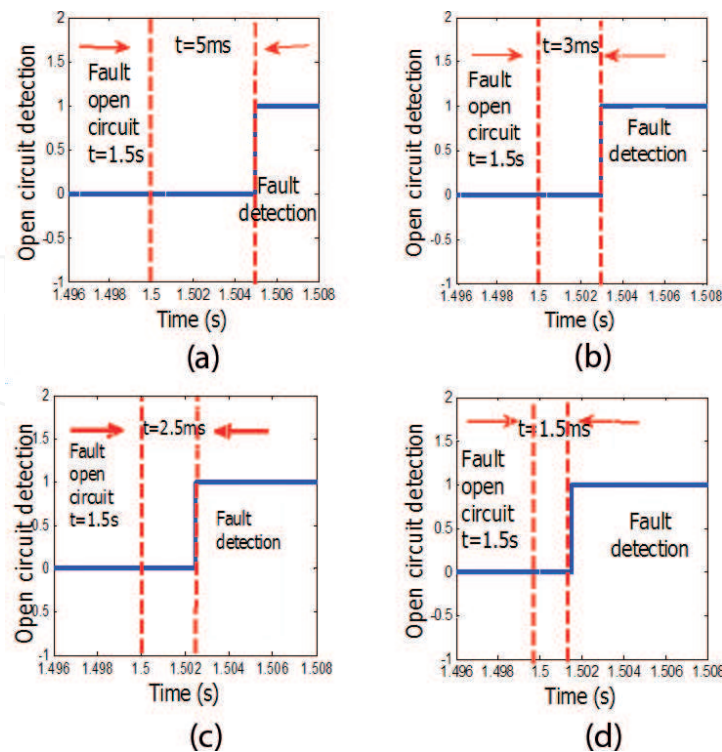 2
1.5
1
0.5
0
-0.5
-1
Open circuit detection
t=5ms
Fault
open
circuit
t=1.5s
Fault
detection
1.496 1.498 1.5 1.502 1.504 1.506 1.508
Time (s)
(a)
2
1.5
1
0.5
0
-0.5
-1
Open circuit detection
t=3ms
Fault
open
circuit
t=1.5s
Fault
detection
1.496 1.498 1.5 1.502 1.504 1.506 1.508
Time (s)
(b)
2
1.5
1
0.5
0
-0.5
-1
Open circuit detection
t=2.5ms
Fault
open
circuit
t=1.5s
Fault
detection
1.496 1.498 1.5 1.502 1.504 1.506 1.508
Time (s)
(c)
2
1.5
1
0.5
0
-0.5
-1
Open circuit detection
t=1.5ms
Fault
open
circuit
t=1.5s
Fault
detection
1.496 1.498 1.5 1.502 1.504 1.506 1.508
Time (s)
(d)